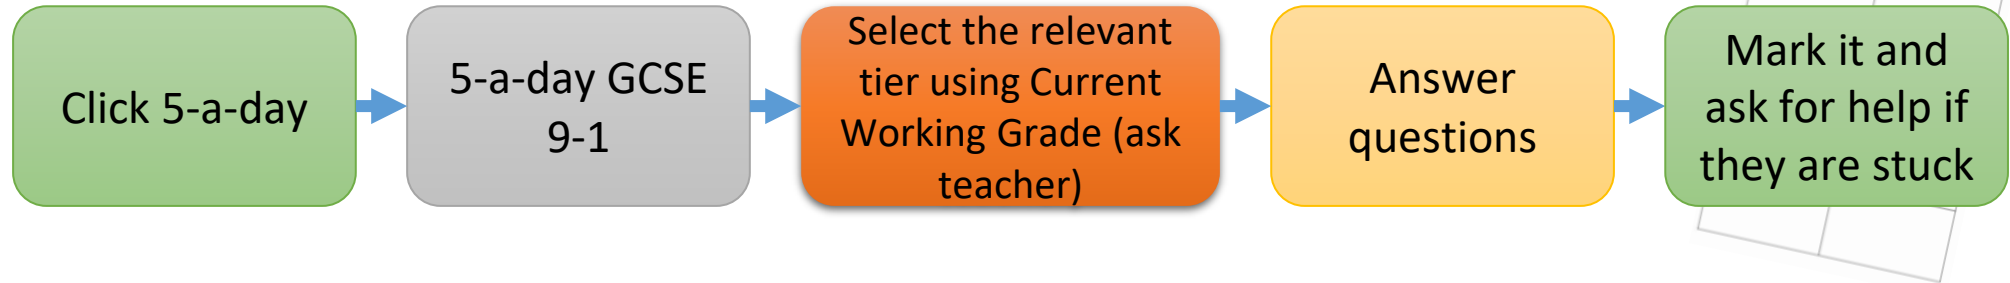 Click 5-a-day
5-a-day GCSE
9-1
Select the relevant
tier using Current
Working Grade (ask
teacher)
Answer
questions
Mark it and
ask for help if
they are stuck